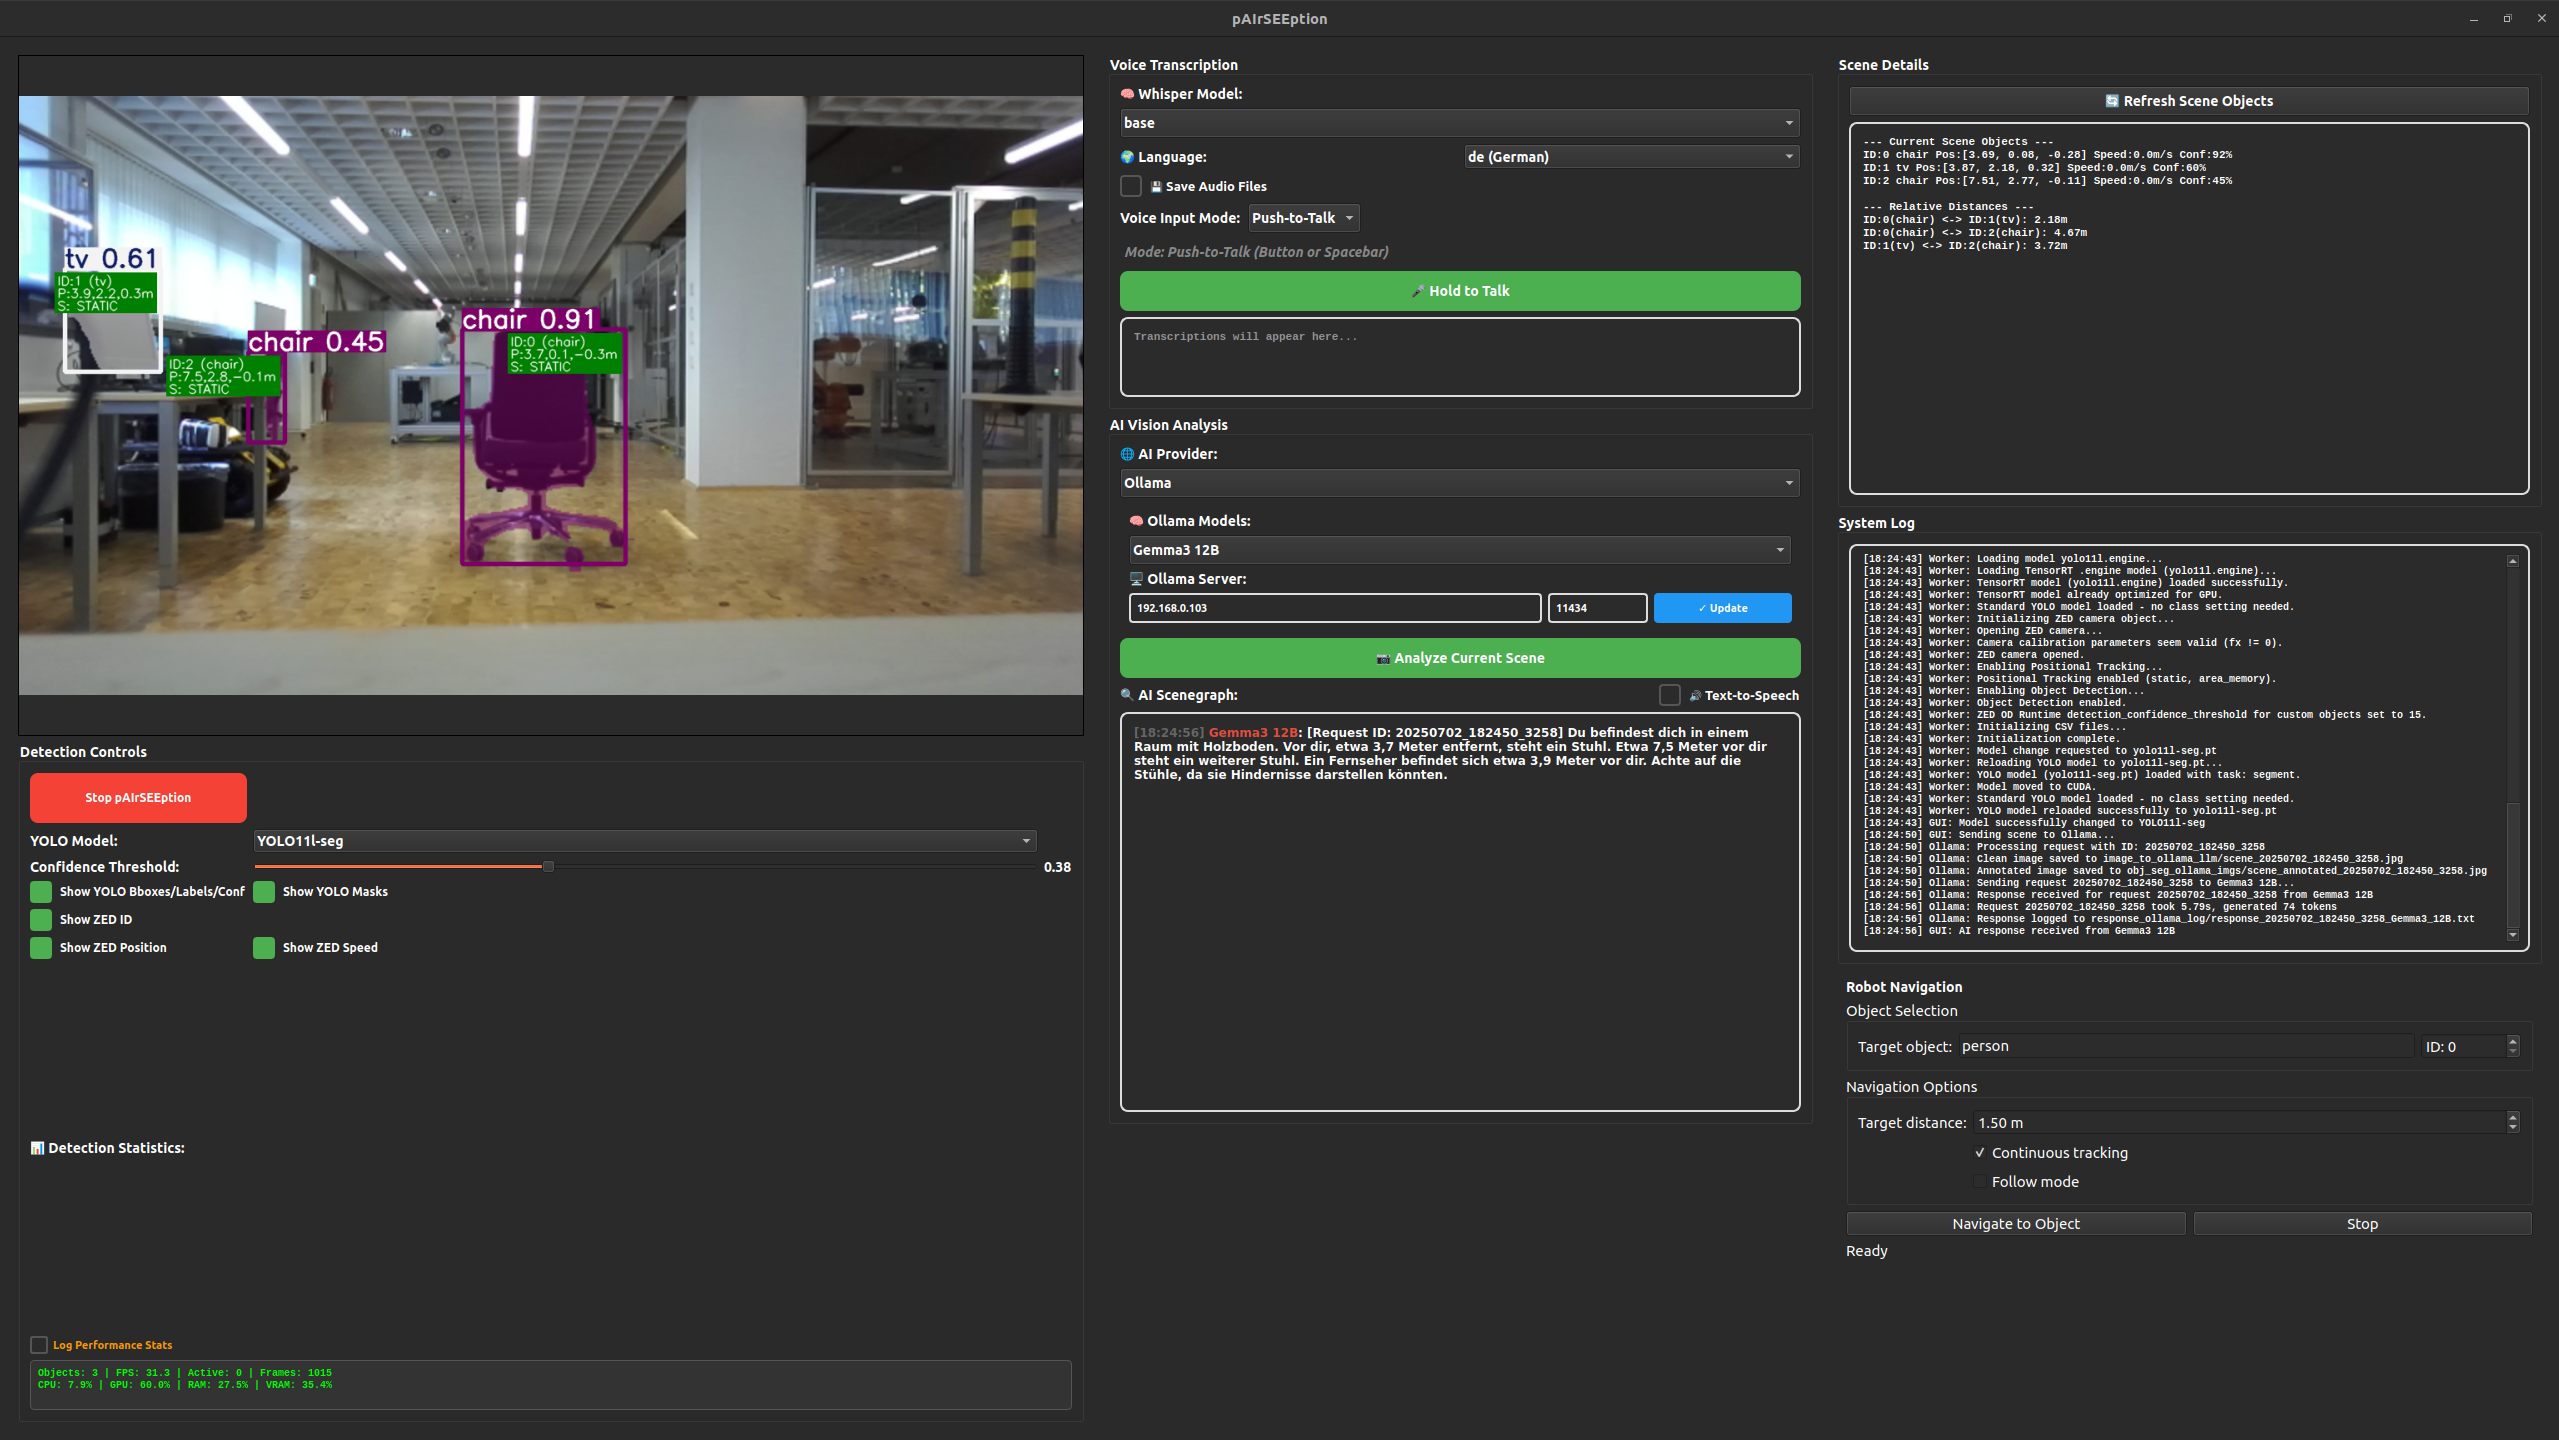 pAIrSEEption
tv 0.61
ID:1 (tv)
P:3.9,2.2,0.3m
S: STATIC
chair 0.45
ID:2 (chair)
P:7.5,2.8,-0.1m
S: STATIC
chair 0.91
ID:0 (chair)
P:3.7,0.1,-0.3m
S: STATIC
Detection Controls
Stop pAIrSEEption
YOLO Model: YOLO11l-seg
Confidence Threshold: 0.38
Show YOLO Bboxes/Labels/Conf Show YOLO Masks
Show ZED ID
Show ZED Position Show ZED Speed
Detection Statistics:
Log Performance Stats
Objects: 3 | FPS: 31.3 | Active: 0 | Frames: 1015
CPU: 7.9% | GPU: 60.0% | RAM: 27.5% | VRAM: 35.4%
Voice Transcription
Whisper Model:
base
Language: de (German)
Save Audio Files
Voice Input Mode: Push-to-Talk
Mode: Push-to-Talk (Button or Spacebar)
Hold to Talk
Transcriptions will appear here...
AI Vision Analysis
AI Provider:
Ollama
Ollama Models:
Gemma3 12B
Ollama Server:
192.168.0.103 11434 ✓ Update
Analyze Current Scene
AI Scenegraph: Text-to-Speech
[18:24:56] Gemma3 12B: [Request ID: 20250702_182450_3258] Du befindest dich in einem
Raum mit Holzboden. Vor dir, etwa 3,7 Meter entfernt, steht ein Stuhl. Etwa 7,5 Meter vor dir
steht ein weiterer Stuhl. Ein Fernseher befindet sich etwa 3,9 Meter vor dir. Achte auf die
Stühle, da sie Hindernisse darstellen könnten.
Scene Details
Refresh Scene Objects
--- Current Scene Objects ---
ID:0 chair Pos:[3.69, 0.08, -0.28] Speed:0.0m/s Conf:92%
ID:1 tv Pos:[3.87, 2.18, 0.32] Speed:0.0m/s Conf:60%
ID:2 chair Pos:[7.51, 2.77, -0.11] Speed:0.0m/s Conf:45%
--- Relative Distances ---
ID:0(chair) <-> ID:1(tv): 2.18m
ID:0(chair) <-> ID:2(chair): 4.67m
ID:1(tv) <-> ID:2(chair): 3.72m
System Log
[18:24:43] Worker: Loading model yolo11l.engine...
[18:24:43] Worker: Loading TensorRT .engine model (yolo11l.engine)...
[18:24:43] Worker: TensorRT model (yolo11l.engine) loaded successfully.
[18:24:43] Worker: TensorRT model already optimized for GPU.
[18:24:43] Worker: Standard YOLO model loaded - no class setting needed.
[18:24:43] Worker: Initializing ZED camera object...
[18:24:43] Worker: Opening ZED camera...
[18:24:43] Worker: Camera calibration parameters seem valid (fx != 0).
[18:24:43] Worker: ZED camera opened.
[18:24:43] Worker: Enabling Positional Tracking...
[18:24:43] Worker: Positional Tracking enabled (static, area_memory).
[18:24:43] Worker: Enabling Object Detection...
[18:24:43] Worker: Object Detection enabled.
[18:24:43] Worker: ZED OD Runtime detection_confidence_threshold for custom objects set to 15.
[18:24:43] Worker: Initializing CSV files...
[18:24:43] Worker: Initialization complete.
[18:24:43] Worker: Model change requested to yolo11l-seg.pt
[18:24:43] Worker: Reloading YOLO model to yolo11l-seg.pt...
[18:24:43] Worker: YOLO model (yolo11l-seg.pt) loaded with task: segment.
[18:24:43] Worker: Model moved to CUDA.
[18:24:43] Worker: Standard YOLO model loaded - no class setting needed.
[18:24:43] Worker: YOLO model reloaded successfully to yolo11l-seg.pt
[18:24:43] GUI: Model successfully changed to YOLO11l-seg
[18:24:50] GUI: Sending scene to Ollama...
[18:24:50] Ollama: Processing request with ID: 20250702_182450_3258
[18:24:50] Ollama: Clean image saved to image_to_ollama_llm/scene_20250702_182450_3258.jpg
[18:24:50] Ollama: Annotated image saved to obj_seg_ollama_imgs/scene_annotated_20250702_182450_3258.jpg
[18:24:50] Ollama: Sending request 20250702_182450_3258 to Gemma3 12B...
[18:24:56] Ollama: Response received for request 20250702_182450_3258 from Gemma3 12B
[18:24:56] Ollama: Request 20250702_182450_3258 took 5.79s, generated 74 tokens
[18:24:56] Ollama: Response logged to response_ollama_log/response_20250702_182450_3258_Gemma3_12B.txt
[18:24:56] GUI: AI response received from Gemma3 12B
Robot Navigation
Object Selection
Target object: person ID: 0
Navigation Options
Target distance: 1.50 m
Continuous tracking
Follow mode
Navigate to Object Stop
Ready